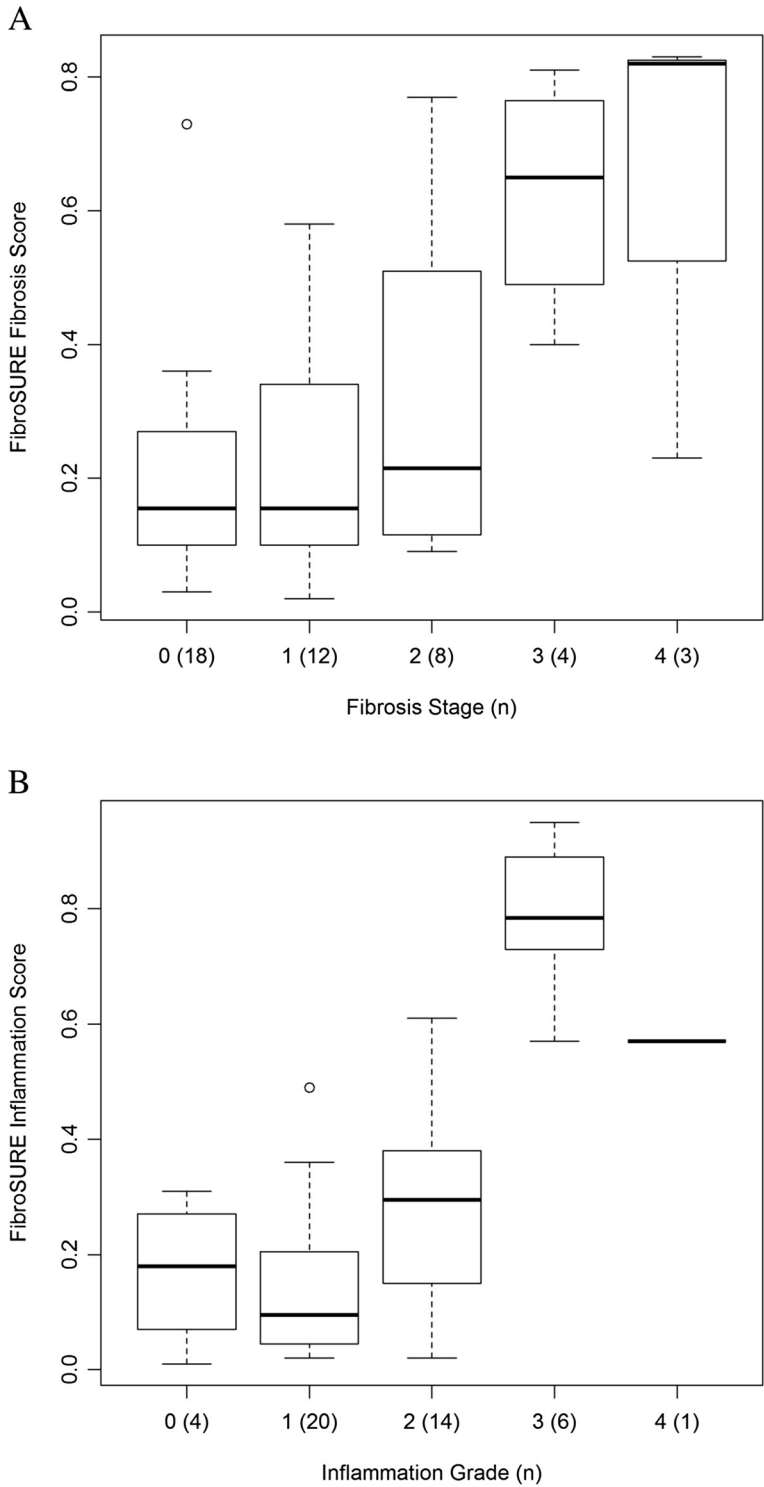 A
FibroSURE Fibrosis Score
0.8
0.6
0.4
0.2
0.0
0 (18) 1 (12) 2 (8) 3 (4) 4 (3)
Fibrosis Stage (n)
B
FibroSURE Inflammation Score
0.8
0.6
0.4
0.2
0.0
0 (4) 1 (20) 2 (14) 3 (6) 4 (1)
Inflammation Grade (n)